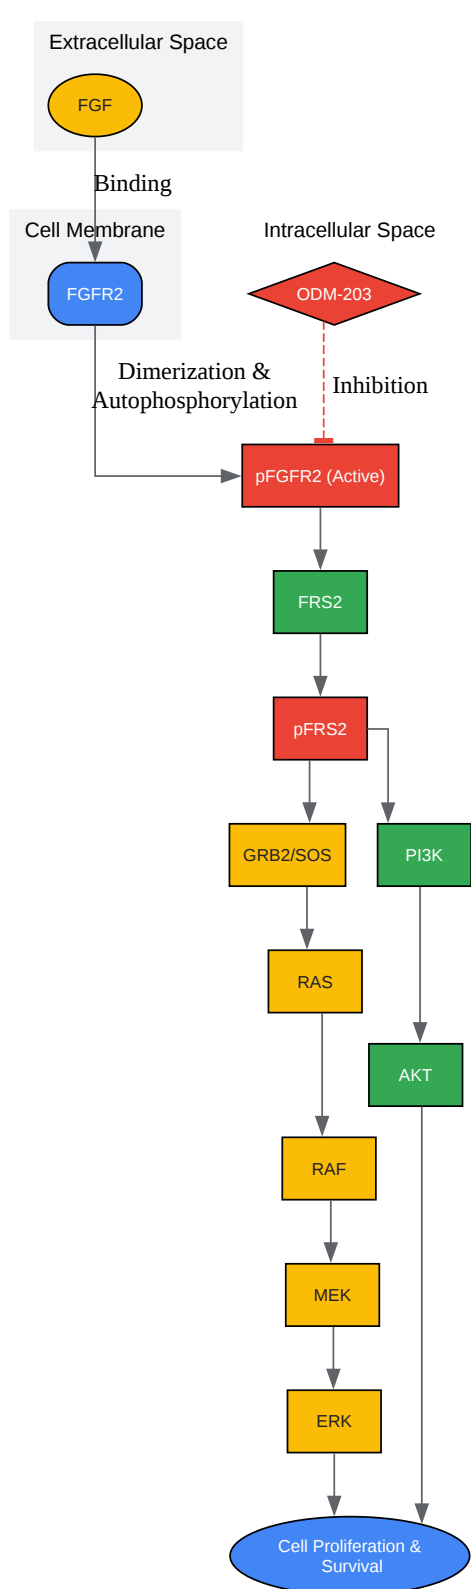 Extracellular Space
FGF
Binding
Cell Membrane
Intracellular Space
FGFR2
ODM-203
Dimerization &
Autophosphorylation
Inhibition
pFGFR2 (Active)
FRS2
pFRS2
GRB2/SOS
PI3K
RAS
AKT
RAF
MEK
ERK
Cell Proliferation &
Survival